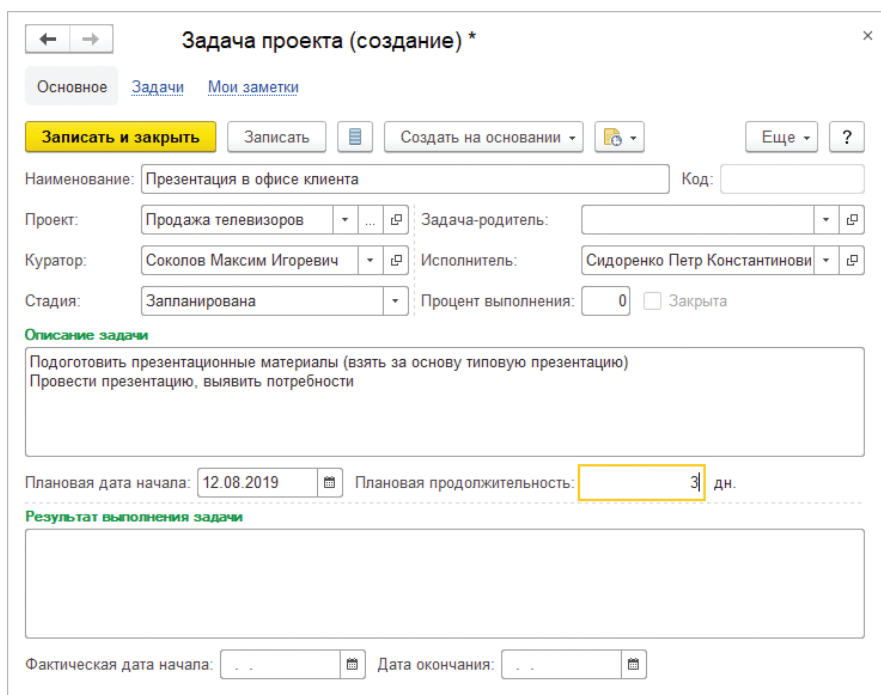 Задача проекта (создание) *
Основное Задачи Мои заметки
Записать и закрыть Записать Создать на основании Еще ?
Наименование: Презентация в офисе клиента Код:
Проект: Продажа телевизоров ... Задача-родитель:
Куратор: Соколов Максим Игоревич Исполнитель: Сидоренко Петр Константинови
Стадия: Запланирована Процент выполнения: 0 Закрыта
Описание задачи
Подоготовить презентационные материалы (взять за основу типовую презентацию)
Провести презентацию, выявить потребности
Плановая дата начала: 12.08.2019 Плановая продолжительность: 3 дн.
Результат выполнения задачи
Фактическая дата начала: . . Дата окончания: . .